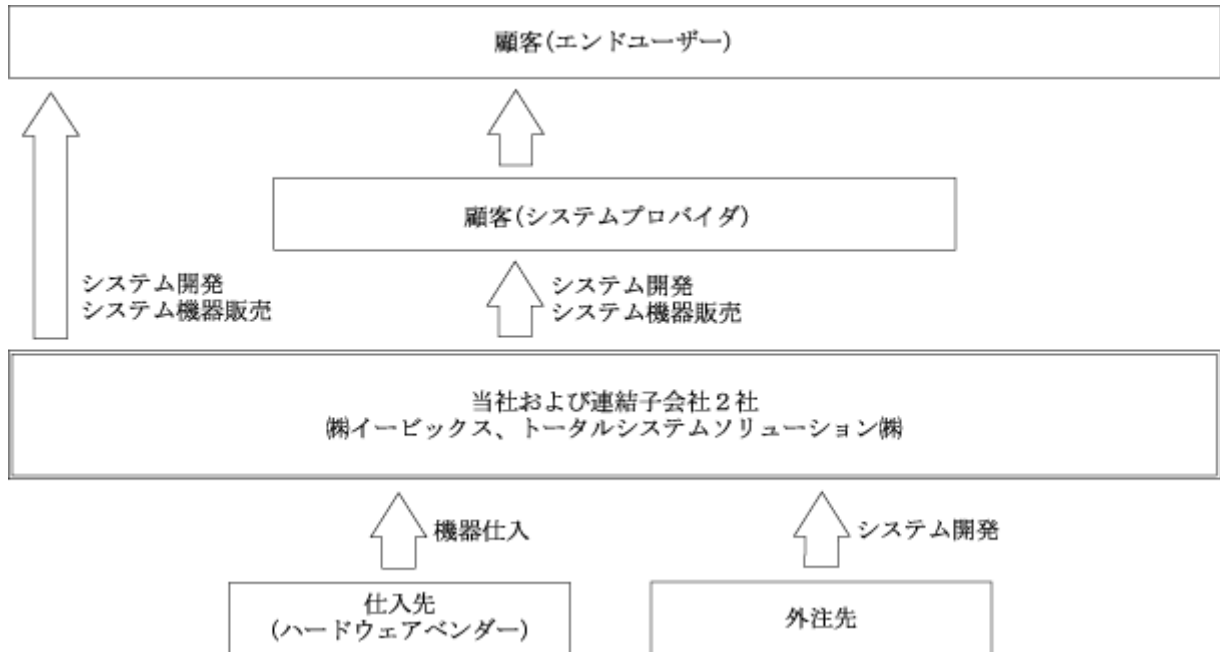 顧客(エンドユーザー)
顧客(システムプロバイダ)
システム開発
システム機器販売
システム開発
システム機器販売
当社および連結子会社２社
㈱イービックス、トータルシステムソリューション㈱
機器仕入
システム開発
仕入先
(ハードウェアベンダー)
外注先